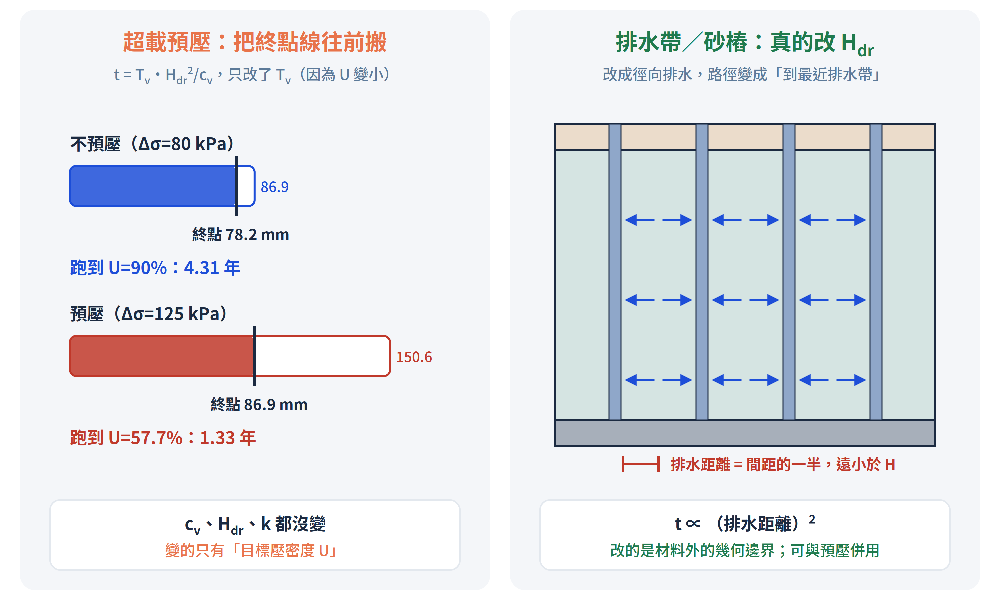 超載預壓：把終點線往前搬
t = Tv・Hdr²/cv，只改了 Tv（因為 U 變小）
不預壓（Δσ=80 kPa）
86.9
終點 78.2 mm
跑到 U=90%：4.31 年
預壓（Δσ=125 kPa）
150.6
終點 86.9 mm
跑到 U=57.7%：1.33 年
cv、Hdr、k 都沒變
變的只有「目標壓密度 U」
排水帶／砂樁：真的改 Hdr
改成徑向排水，路徑變成「到最近排水帶」
排水距離 = 間距的一半，遠小於 H
t ∝ （排水距離）²
改的是材料外的幾何邊界；可與預壓併用